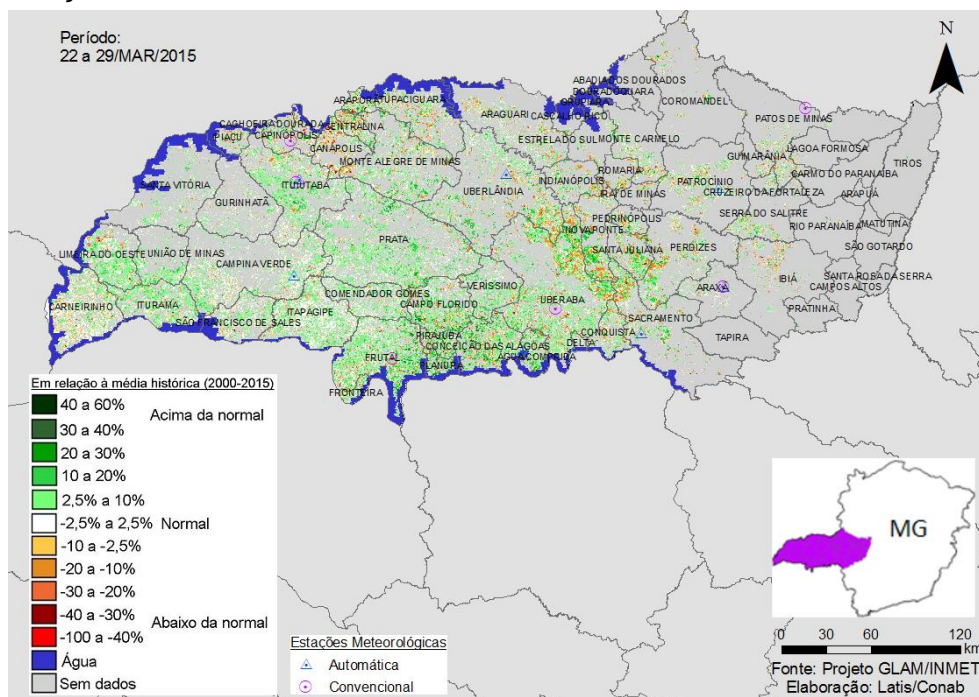 Período:
22 a 29/MAR/2015
N
ABADIADOS DOURADOS
DOURADOQUARA
GRUPIARA
COROMANDEL
CASCALHO RICO
ARAPORÃ
TUPACIGUARA
ARAGUARI
PATOS DE MINAS
CACHOEIRA DOURADA
CAPINÓPOLIS
CENTRALINA
CANÁPOLIS
ESTRELA DO SUL
MONTE CARMELO
LAGOA FORMOSA
GUIMARÂNIA
MONTE ALEGRE DE MINAS
ROMARIA
TIROS
CARMO DO PARANAÍBA
SANTA VITÓRIA
ITUIUTABA
UBERLÂNDIA
INDIANÓPOLIS
IRAÍ DE MINAS
PATROCÍNIO
CRUZEIRO DA FORTALEZA
ARAPUÁ
GURINHATÃ
PEDRINÓPOLIS
SERRA DO SALITRE
RIO PARANAÍBA
MATUTINA
NOVA PONTE
PRATA
SANTA JULIANA
PERDIZES
SÃO GOTARDO
LIMEIRA DO OESTE
UNIÃO DE MINAS
CAMPINA VERDE
VERÍSSIMO
IBIÁ
SANTA ROSA DA SERRA
CAMPOS ALTOS
ARAXÁ
COMENDADOR GOMES
CAMPO FLORIDO
UBERABA
CARNEIRINHO
ITURAMA
ITAPAGIPE
PRATINHA
SÃO FRANCISCO DE SALES
SACRAMENTO
PIRAJUBA
DELTA
CONQUISTA
TAPIRA
CONCEIÇÃO DAS ALAGOAS
FRUTAL
PLANURA
ÁGUA COMPRIDA
FRONTEIRA
Em relação à média histórica (2000-2015)
40 a 60%
Acima da normal
30 a 40%
20 a 30%
10 a 20%
2,5% a 10%
-2,5% a 2,5%
Normal
-10 a -2,5%
-20 a -10%
-30 a -20%
-40 a -30%
Abaixo da normal
-100 a -40%
Água
Sem dados
Estações Meteorológicas
Automática
Convencional
MG
0 30 60 120
km
Fonte: Projeto GLAM/INMET
Elaboração: Latis/Conab